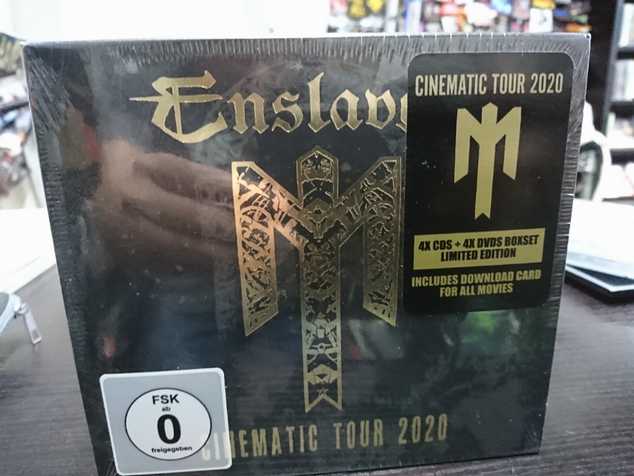 Enslave
CINEMATIC TOUR 2020
4X CDS + 4X DVDS BOXSET
LIMITED EDITION
INCLUDES DOWNLOAD CARD
FOR ALL MOVIES
FSK
ab
0
freigegeben
CINEMATIC TOUR 2020